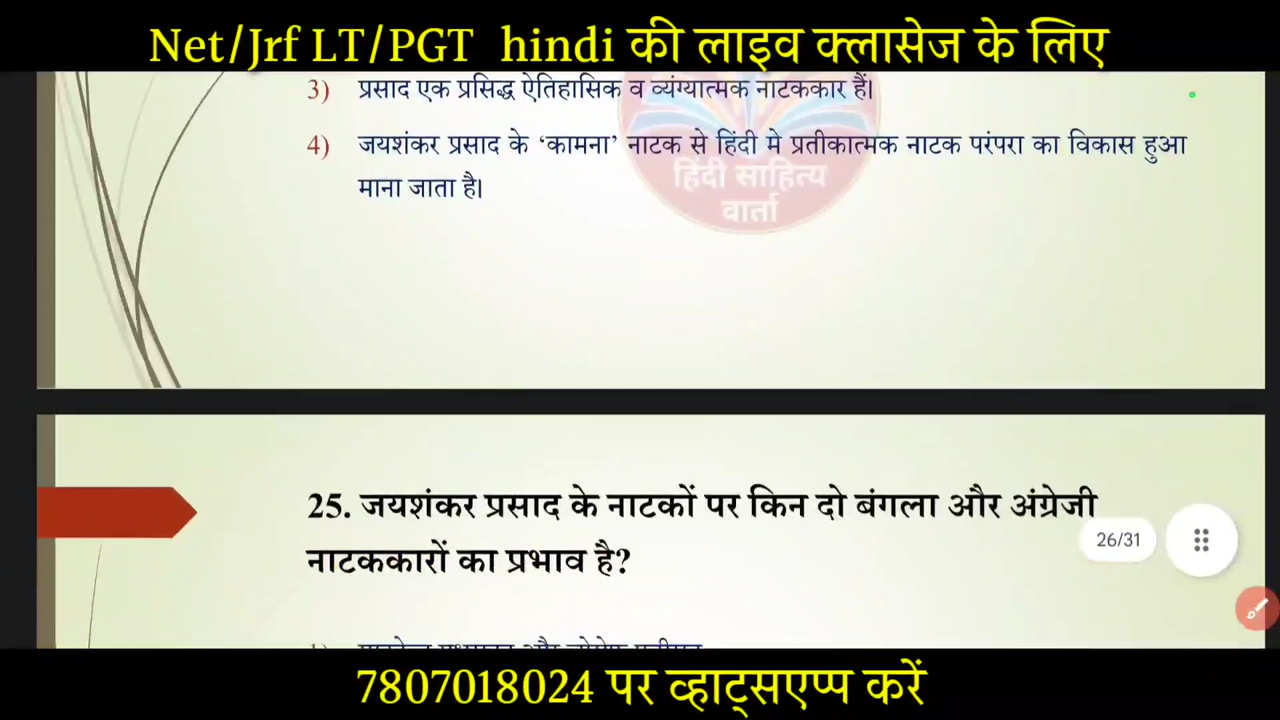 Net/Jrf LT/PGT hindi की लाइव क्लासेज के लिए
3) प्रसाद एक प्रसिद्ध ऐतिहासिक व व्यंग्यात्मक नाटककार हैं।
4) जयशंकर प्रसाद के ‘कामना’ नाटक से हिंदी मे प्रतीकात्मक नाटक परंपरा का विकास हुआ
माना जाता है।
हिंदी साहित्य
वार्ता
25. जयशंकर प्रसाद के नाटकों पर किन दो बंगला और अंग्रेजी
नाटककारों का प्रभाव है?
26/31
7807018024 पर व्हाट्सएप्प करें